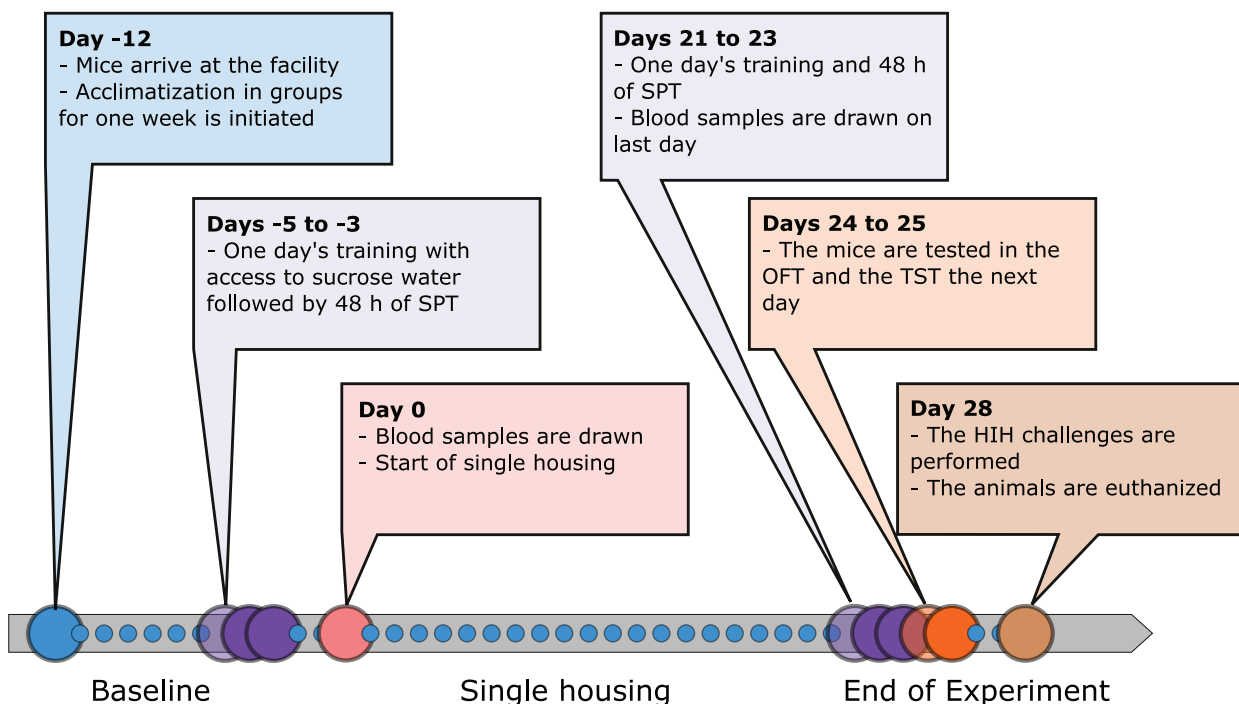 Day -12
- Mice arrive at the facility
- Acclimatization in groups
for one week is initiated
Days -5 to -3
- One day's training with
access to sucrose water
followed by 48 h of SPT
Day 0
- Blood samples are drawn
- Start of single housing
Days 21 to 23
- One day's training and 48 h
of SPT
- Blood samples are drawn on
last day
Days 24 to 25
- The mice are tested in the
OFT and the TST the next
day
Day 28
- The HIH challenges are
performed
- The animals are euthanized
Baseline
Single housing
End of Experiment